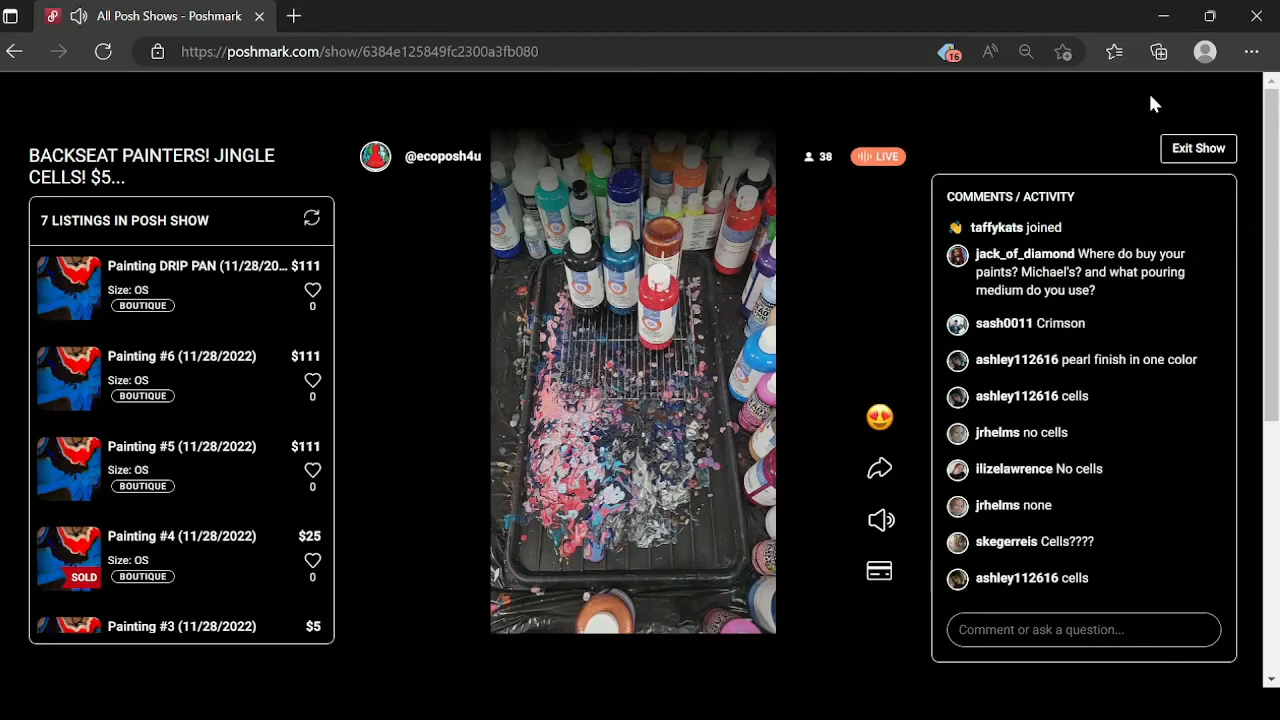 All Posh Shows - Poshmark
https://poshmark.com/show/6384e125849fc2300a3fb080
16
BACKSEAT PAINTERS! JINGLE
CELLS! $5...
@ecoposh4u
38
LIVE
Exit Show
7 LISTINGS IN POSH SHOW
Painting DRIP PAN (11/28/20... $111
Size: OS
BOUTIQUE
0
Painting #6 (11/28/2022) $111
Size: OS
BOUTIQUE
0
Painting #5 (11/28/2022) $111
Size: OS
BOUTIQUE
0
Painting #4 (11/28/2022) $25
Size: OS
SOLD
BOUTIQUE
0
Painting #3 (11/28/2022) $5
COMMENTS / ACTIVITY
taffykats joined
jack_of_diamond Where do buy your
paints? Michael's? and what pouring
medium do you use?
sash0011 Crimson
ashley112616 pearl finish in one color
ashley112616 cells
jrhelms no cells
ilizelawrence No cells
jrhelms none
skegerreis Cells????
ashley112616 cells
Comment or ask a question...